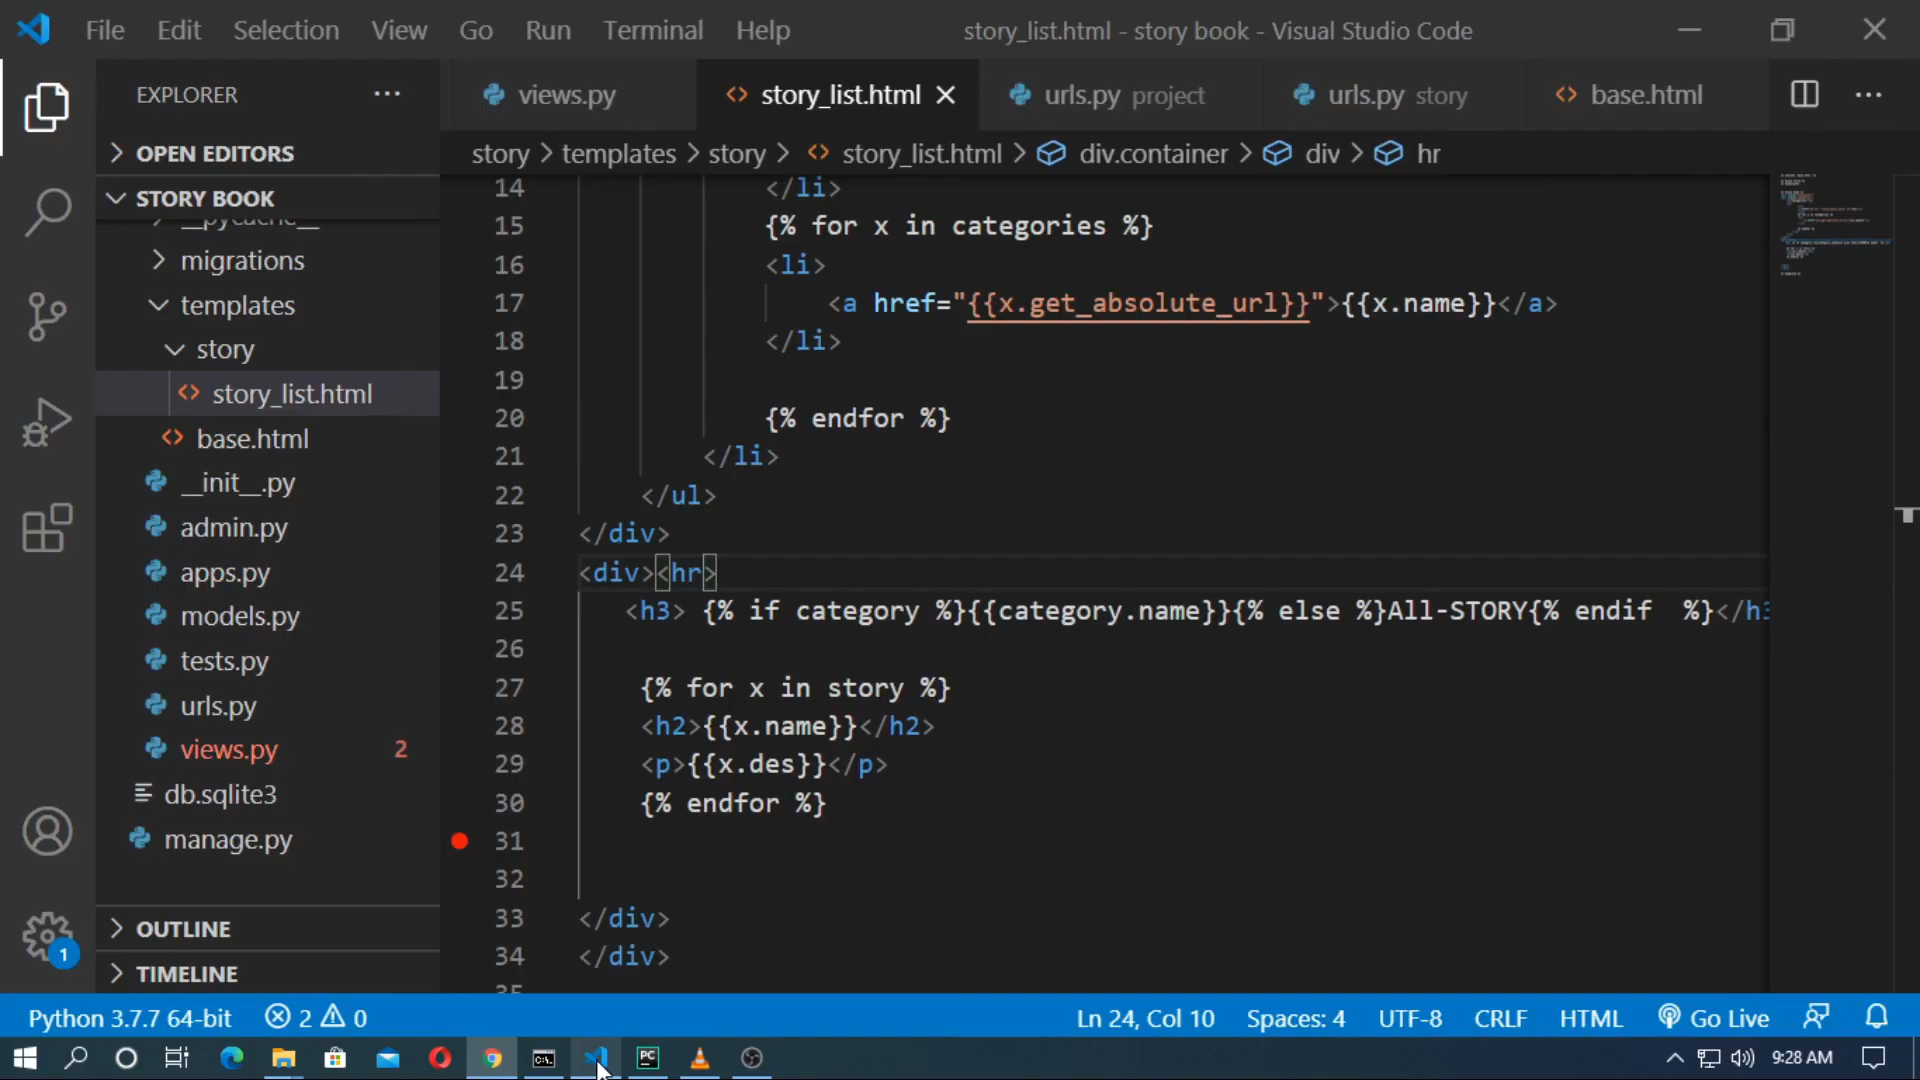 File Edit Selection View Go Run Terminal Help story_list.html - story book - Visual Studio Code
EXPLORER ... views.py story_list.html urls.py project urls.py story base.html ...
OPEN EDITORS
story > templates > story > story_list.html > div.container > div > hr
STORY BOOK
__pycache__
migrations
templates
story
story_list.html
base.html
__init__.py
admin.py
apps.py
models.py
tests.py
urls.py
views.py 2
db.sqlite3
manage.py
OUTLINE
TIMELINE
1
14 </li>
15 {% for x in categories %}
16 <li>
17 <a href="{{x.get_absolute_url}}">{{x.name}}</a>
18 </li>
19
20 {% endfor %}
21 </li>
22 </ul>
23 </div>
24 <div><hr>
25 <h3> {% if category %}{{category.name}}{% else %}All-STORY{% endif  %}</h3
26
27 {% for x in story %}
28 <h2>{{x.name}}</h2>
29 <p>{{x.des}}</p>
30 {% endfor %}
31
32
33 </div>
34 </div>
35
Python 3.7.7 64-bit 2 0 Ln 24, Col 10 Spaces: 4 UTF-8 CRLF HTML Go Live
PC 9:28 AM